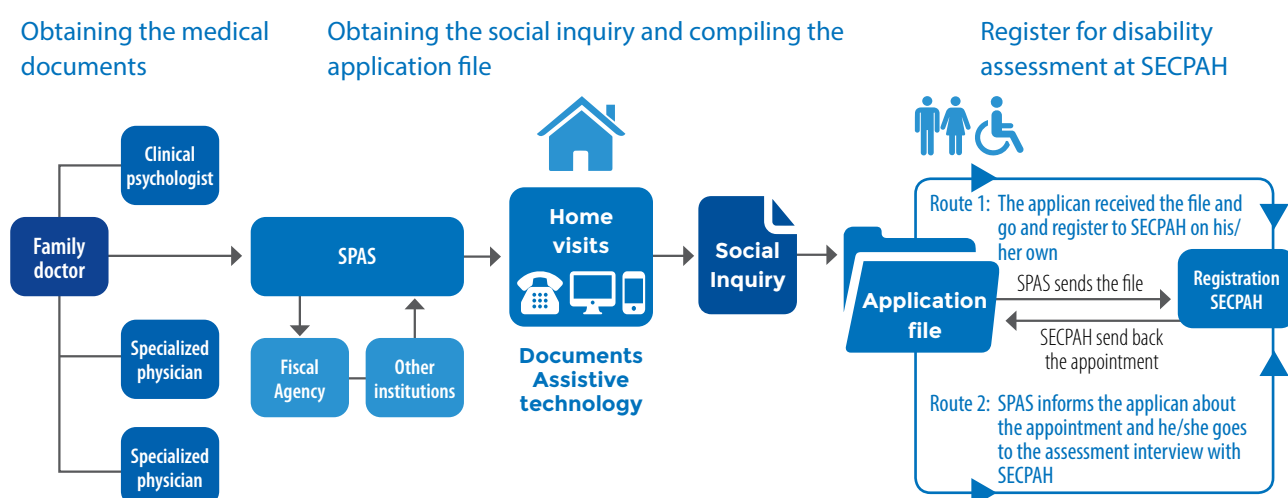 Obtaining the medical
documents
Obtaining the social inquiry and compiling the
application file
Register for disability
assessment at SECPAH
Clinical
psychologist
Family
doctor
Specialized
physician
Specialized
physician
SPAS
Fiscal
Agency
Other
institutions
Home
visits
Documents
Assistive
technology
Social
Inquiry
Application
file
Route 1: The applican received the file and
go and register to SECPAH on his/
her own
SPAS sends the file
SECPAH send back
the appointment
Registration
SECPAH
Route 2: SPAS informs the applican about
the appointment and he/she goes
to the assessment interview with
SECPAH